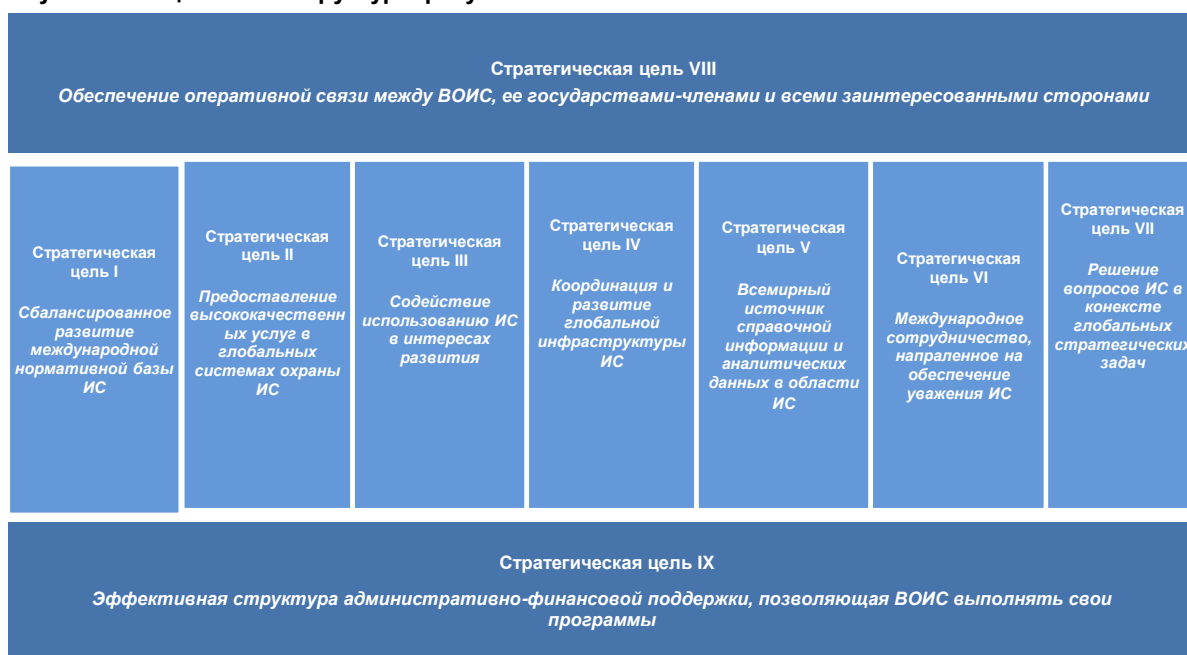 Стратегическая цель VIII
Обеспечение оперативной связи между ВОИС, ее государствами-членами и всеми заинтересованными сторонами
Стратегическая
цель I
Сбалансированное
развитие
международной
нормативной базы
ИС
Стратегическая
цель II
Предоставление
высококачественн
ых услуг в
глобальных
системах охраны
ИС
Стратегическая
цель III
Содействие
использованию ИС
в интересах
развития
Стратегическая
цель IV
Координация и
развитие
глобальной
инфраструктуры
ИС
Стратегическая
цель V
Всемирный
источник
справочной
информации и
аналитических
данных в области
ИС
Стратегическая
цель VI
Международное
сотрудничество,
напраленное на
обеспечение
уважения ИС
Стратегическая
цель VII
Решение
вопросов ИС в
конексте
глобальных
стратегических
задач
Стратегическая цель IX
Эффективная структура административно-финансовой поддержки, позволяющая ВОИС выполнять свои
программы